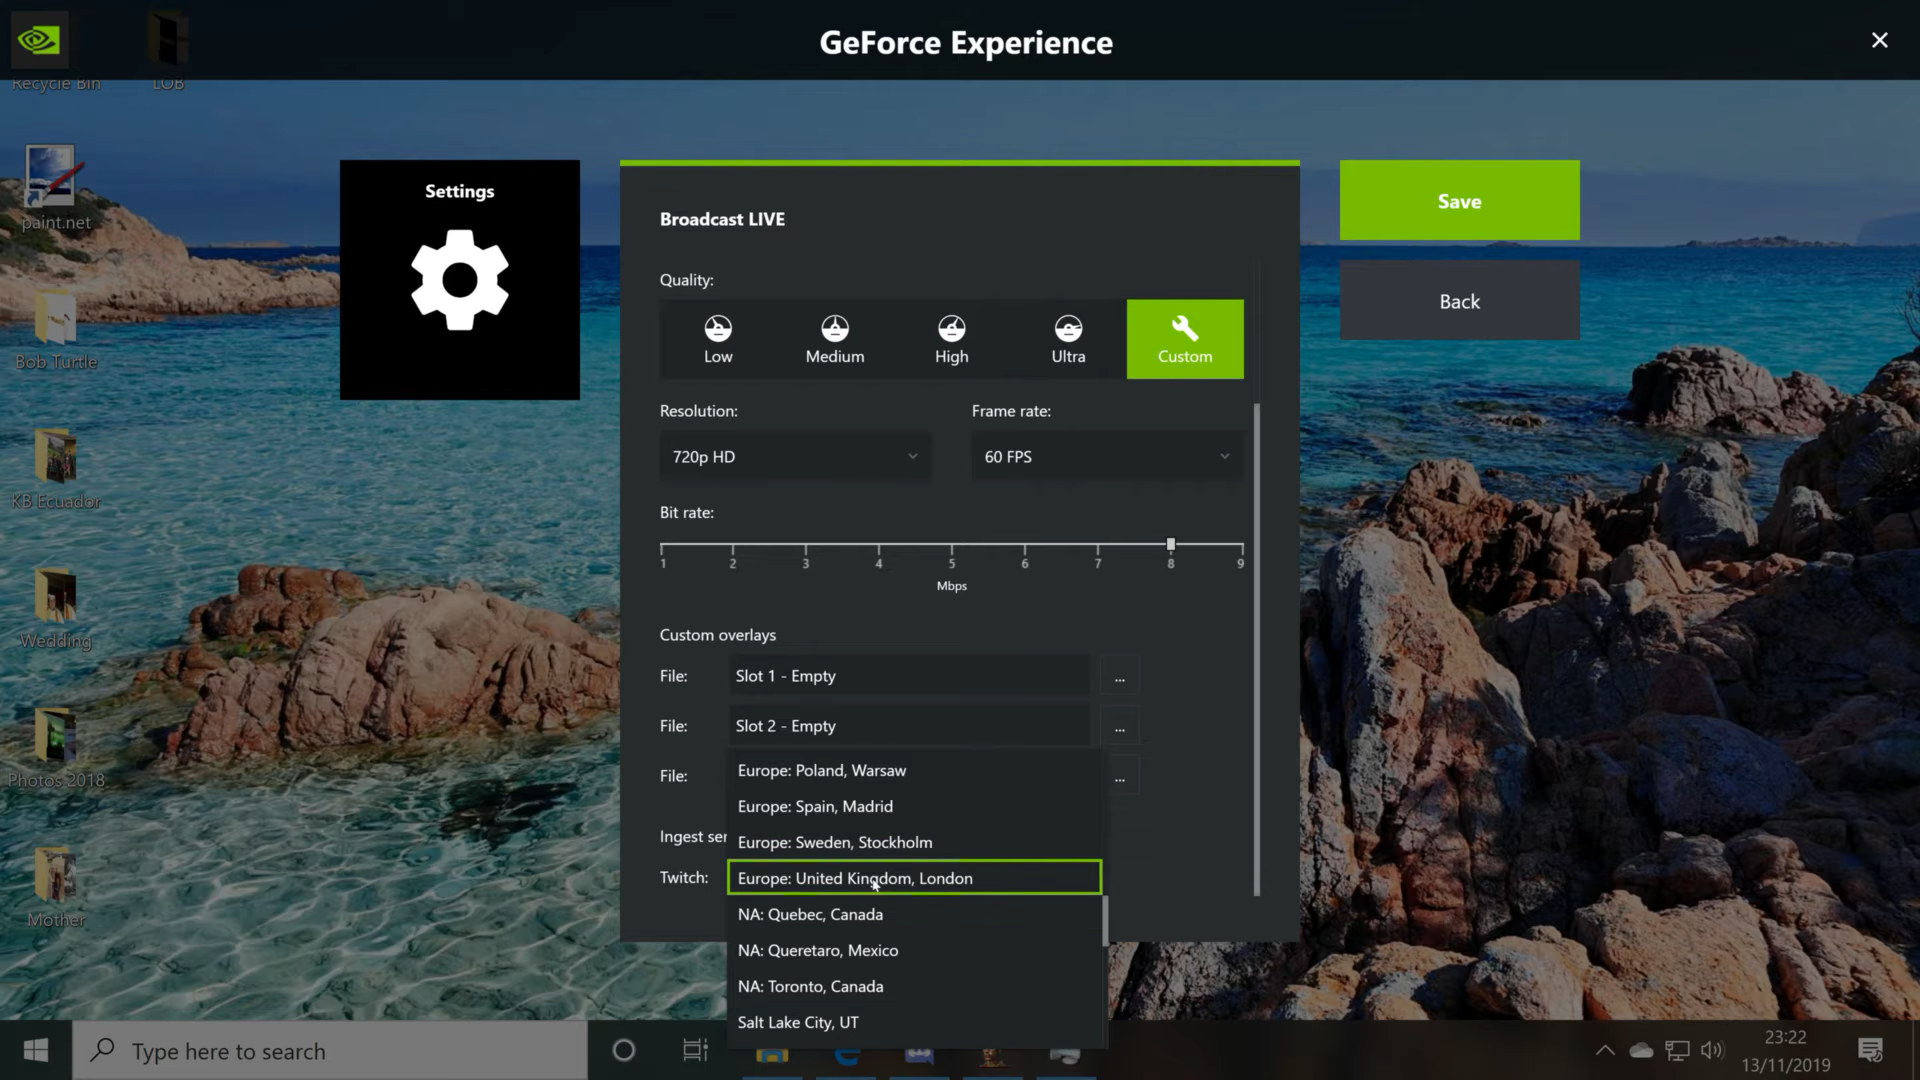 GeForce Experience
Recycle Bin
LOB
paint.net
Bob Turtle
KB Ecuador
Wedding
Photos 2018
Mother
Settings
Broadcast LIVE
Quality:
Low
Medium
High
Ultra
Custom
Resolution:
Frame rate:
720p HD
60 FPS
Bit rate:
1 2 3 4 5 6 7 8 9
Mbps
Custom overlays
File: Slot 1 - Empty ...
File: Slot 2 - Empty ...
File: ...
Ingest ser
Twitch:
Europe: Poland, Warsaw
Europe: Spain, Madrid
Europe: Sweden, Stockholm
Europe: United Kingdom, London
NA: Quebec, Canada
NA: Queretaro, Mexico
NA: Toronto, Canada
Salt Lake City, UT
Save
Back
Type here to search
23:22
13/11/2019